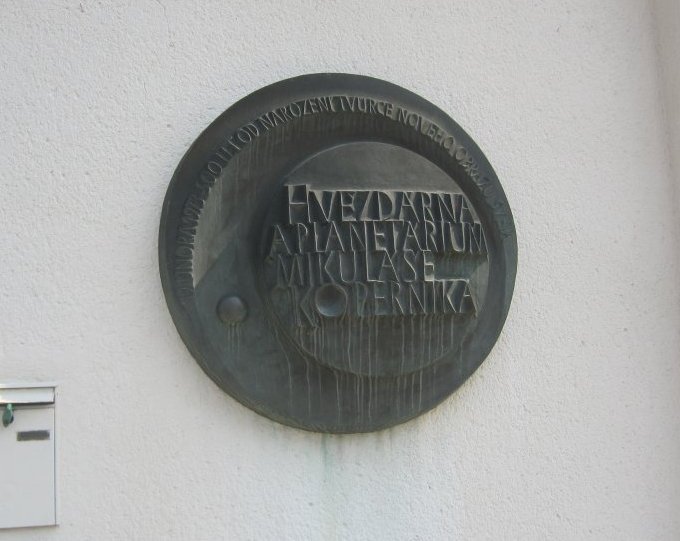 OD NAROZENÍ TVŮRCE NOVÉHO OBRAZU SVĚTA
HVĚZDÁRNA
A PLANETÁRIUM
MIKULÁŠE
KOPERNÍKA